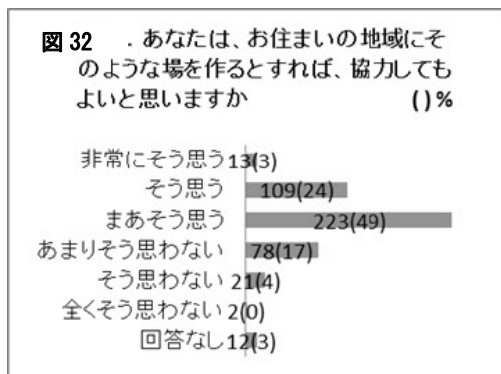 図 32 . あなたは、お住まいの地域にそ
のような場を作るとすれば、協力しても
よいと思いますか ( ) %
非常にそう思う 13(3)
そう思う 109(24)
まあそう思う 223(49)
あまりそう思わない 78(17)
そう思わない 21(4)
全くそう思わない 2(0)
回答なし 12(3)